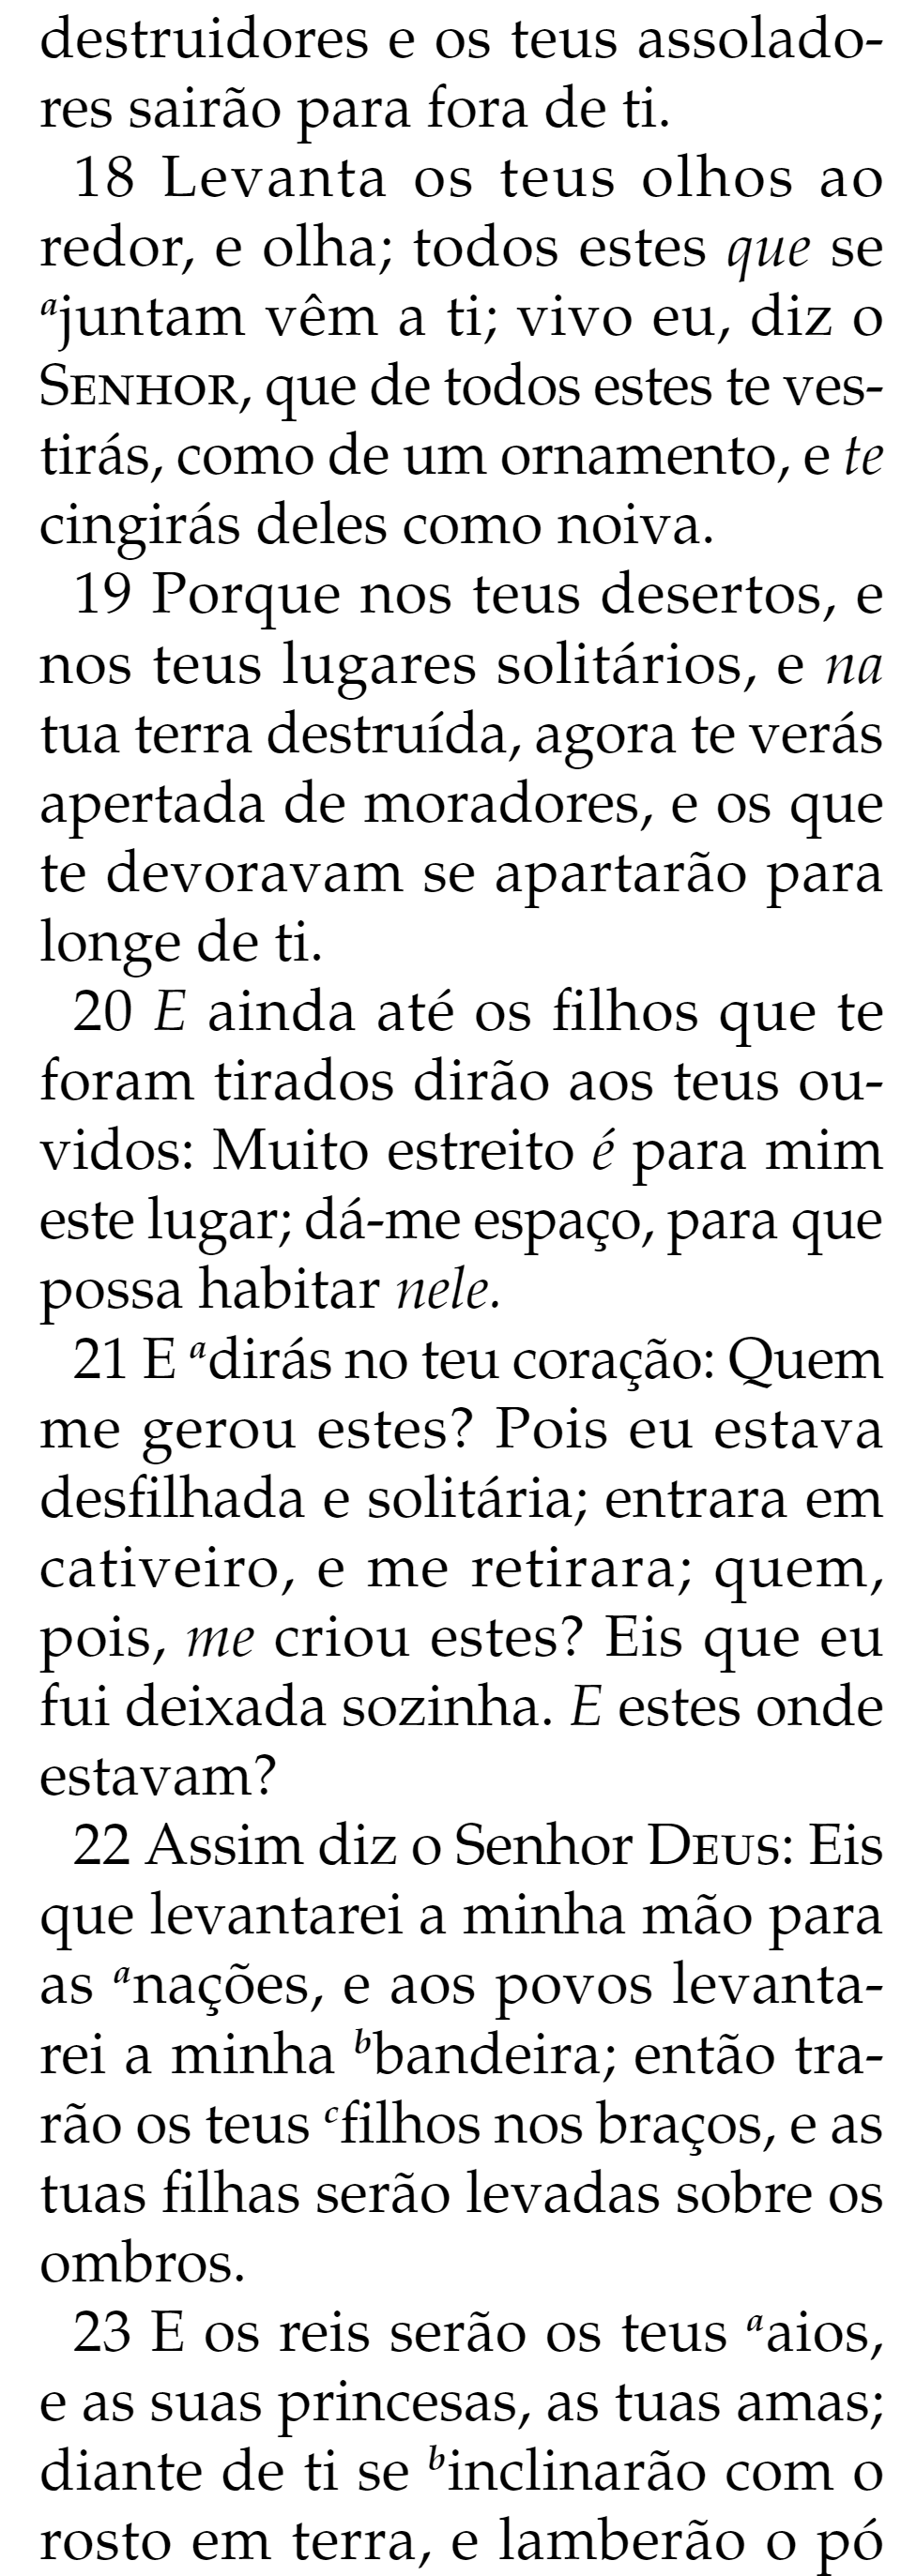 destruidores e os teus assolado-
res sairão para fora de ti.
18 Levanta os teus olhos ao
redor, e olha; todos estes que se
ajuntam vêm a ti; vivo eu, diz o
SENHOR, que de todos estes te ves-
tirás, como de um ornamento, e te
cingirás deles como noiva.
19 Porque nos teus desertos, e
nos teus lugares solitários, e na
tua terra destruída, agora te verás
apertada de moradores, e os que
te devoravam se apartarão para
longe de ti.
20 E ainda até os filhos que te
foram tirados dirão aos teus ou-
vidos: Muito estreito é para mim
este lugar; dá-me espaço, para que
possa habitar nele.
21 E adirás no teu coração: Quem
me gerou estes? Pois eu estava
desfilhada e solitária; entrara em
cativeiro, e me retirara; quem,
pois, me criou estes? Eis que eu
fui deixada sozinha. E estes onde
estavam?
22 Assim diz o Senhor DEUS: Eis
que levantarei a minha mão para
as anações, e aos povos levanta-
rei a minha bbandeira; então tra-
rão os teus cfilhos nos braços, e as
tuas filhas serão levadas sobre os
ombros.
23 E os reis serão os teus aaios,
e as suas princesas, as tuas amas;
diante de ti se binclinarão com o
rosto em terra, e lamberão o pó